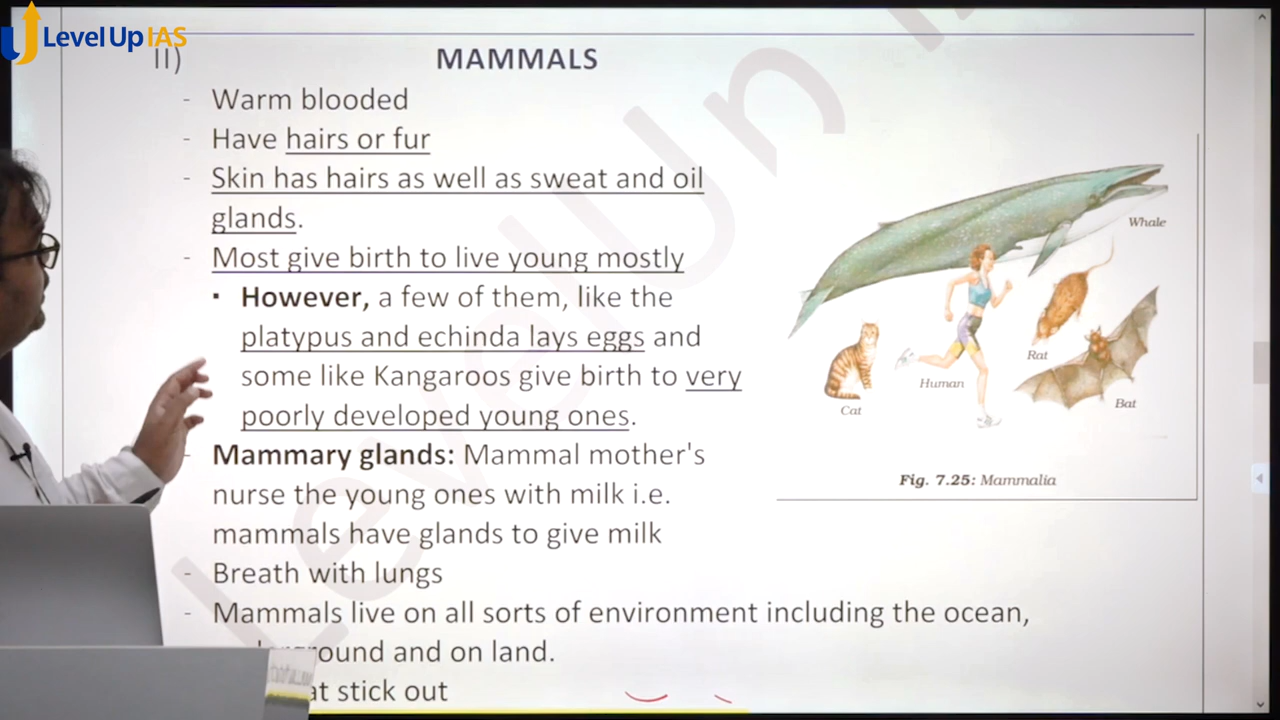 Level Up IAS
II) MAMMALS
- Warm blooded
- Have hairs or fur
- Skin has hairs as well as sweat and oil
glands.
- Most give birth to live young mostly
▪ However, a few of them, like the
platypus and echinda lays eggs and
some like Kangaroos give birth to very
poorly developed young ones.
- Mammary glands: Mammal mother's
nurse the young ones with milk i.e.
mammals have glands to give milk
- Breath with lungs
- Mammals live on all sorts of environment including the ocean,
ound and on land.
at stick out
Whale
Rat
Human
Cat
Bat
Fig. 7.25: Mammalia